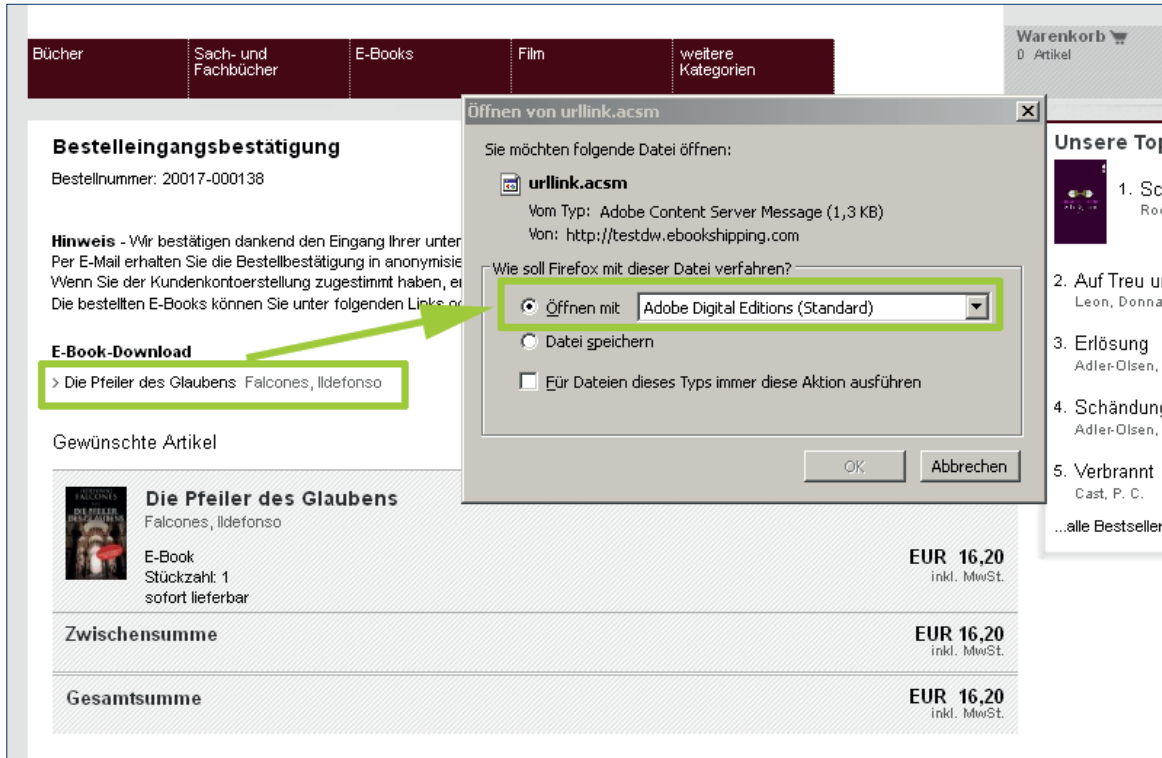 Bücher
Sach- und
Fachbücher
E-Books
Film
weitere
Kategorien
Warenkorb
0 Artikel
Bestelleingangsbestätigung
Bestellnummer: 20017-000138
Hinweis - Wir bestätigen dankend den Eingang Ihrer unter
Per E-Mail erhalten Sie die Bestellbestätigung in anonymisie
Wenn Sie der Kundenkontoerstellung zugestimmt haben, er
Die bestellten E-Books können Sie unter folgenden Links
E-Book-Download
> Die Pfeiler des Glaubens Falcones, Ildefonso
Gewünschte Artikel
FALCONES
DIE PFEILER
DES GLAUBENS
Die Pfeiler des Glaubens
Falcones, Ildefonso
E-Book
Stückzahl: 1
sofort lieferbar
EUR 16,20
inkl. MwSt.
Zwischensumme
EUR 16,20
inkl. MwSt.
Gesamtsumme
EUR 16,20
inkl. MwSt.
Öffnen von urllink.acsm
Sie möchten folgende Datei öffnen:
urllink.acsm
Vom Typ: Adobe Content Server Message (1,3 KB)
Von: http://testdw.ebookshipping.com
Wie soll Firefox mit dieser Datei verfahren?
Öffnen mit
Adobe Digital Editions (Standard)
Datei speichern
Für Dateien dieses Typs immer diese Aktion ausführen
OK
Abbrechen
Unsere Top
1. Sc
Ro
2. Auf Treu u
Leon, Donna
3. Erlösung
Adler-Olsen,
4. Schändung
Adler-Olsen,
5. Verbrannt
Cast, P. C.
...alle Bestseller